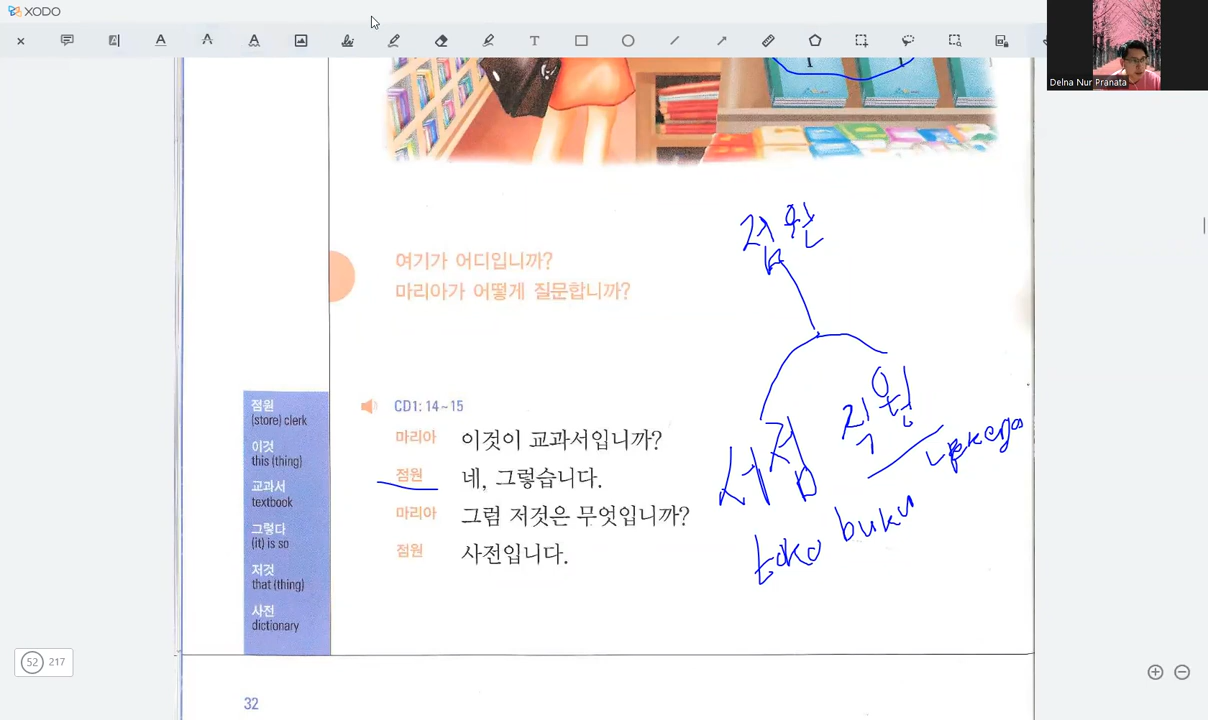 XODO
Delna Nur Pranata
점원
여기가 어디입니까?
마리아가 어떻게 질문합니까?
서점 직원
pekerja
toko buku
CD1: 14~15
마리아 이것이 교과서입니까?
점원 네, 그렇습니다.
마리아 그럼 저것은 무엇입니까?
점원 사전입니다.
점원
(store) clerk
이것
this (thing)
교과서
textbook
그렇다
(it) is so
저것
that (thing)
사전
dictionary
52 217
32